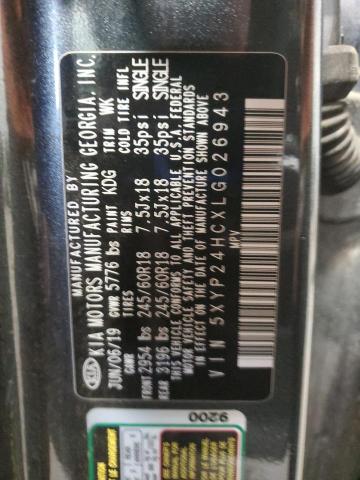 MANUFACTURED BY
KIA MOTORS MANUFACTURING GEORGIA, INC.
JUN/06/19 PAINT KDG TRIM WK
GVWR 5776 lbs TIRES RIMS COLD TIRE INFL
FRONT 2954 lbs 245/60R18 7.5Jx18 35psi SINGLE
REAR 3196 lbs 245/60R18 7.5Jx18 35psi SINGLE
THIS VEHICLE CONFORMS TO ALL APPLICABLE U.S.A. FEDERAL
MOTOR VEHICLE SAFETY AND THEFT PREVENTION STANDARDS
IN EFFECT ON THE DATE OF MANUFACTURE SHOWN ABOVE
MPV
VIN 5XYP24HCXLG026943
KIA
9200